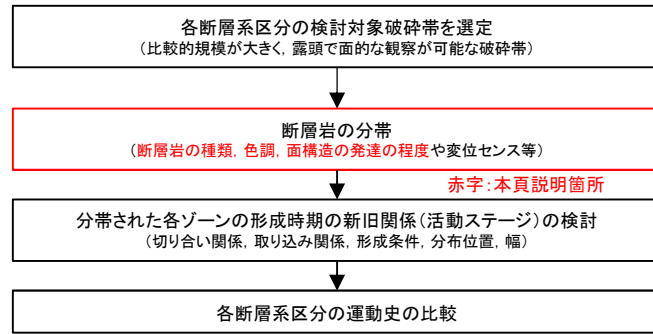 各断層系区分の検討対象破砕帯を選定
(比較的規模が大きく, 露頭で面的な観察が可能な破砕帯)
断層岩の分帯
(断層岩の種類, 色調, 面構造の発達の程度や変位センス等)
赤字:本頁説明箇所
分帯された各ゾーンの形成時期の新旧関係(活動ステージ)の検討
(切り合い関係, 取り込み関係, 形成条件, 分布位置, 幅)
各断層系区分の運動史の比較